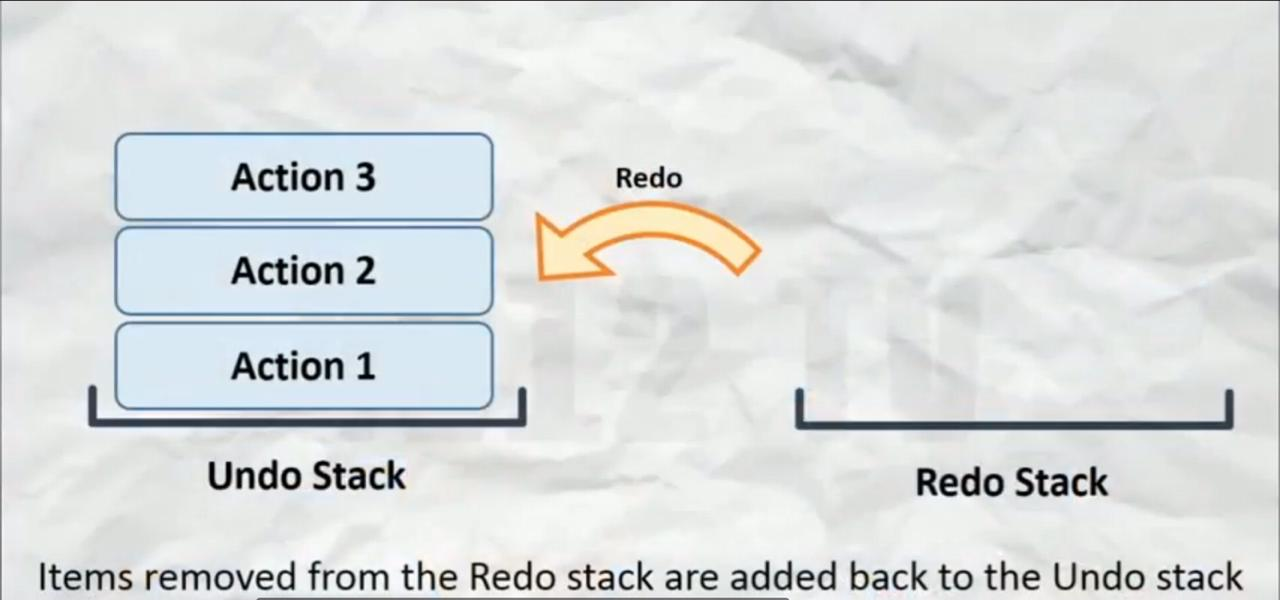 Action 3
Redo
Action 2
Action 1
Undo Stack
Redo Stack
Items removed from the Redo stack are added back to the Undo stack